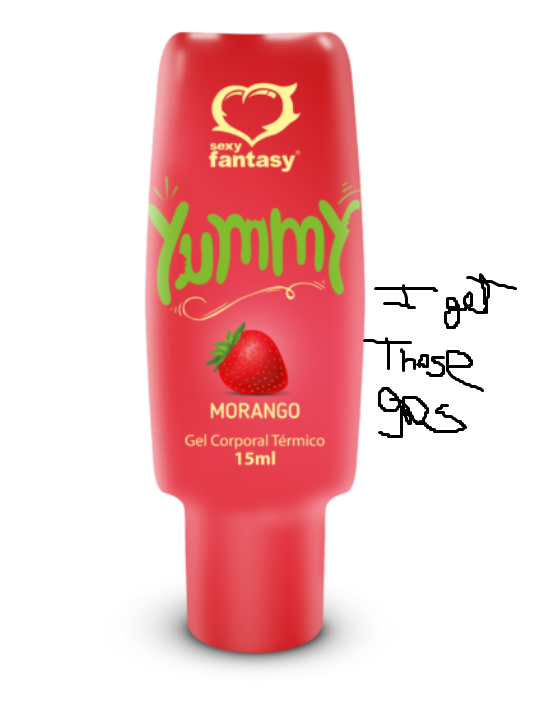 sexy
fantasy®
Yummy
I get
Those
MORANGO
Gel Corporal Térmico
15ml